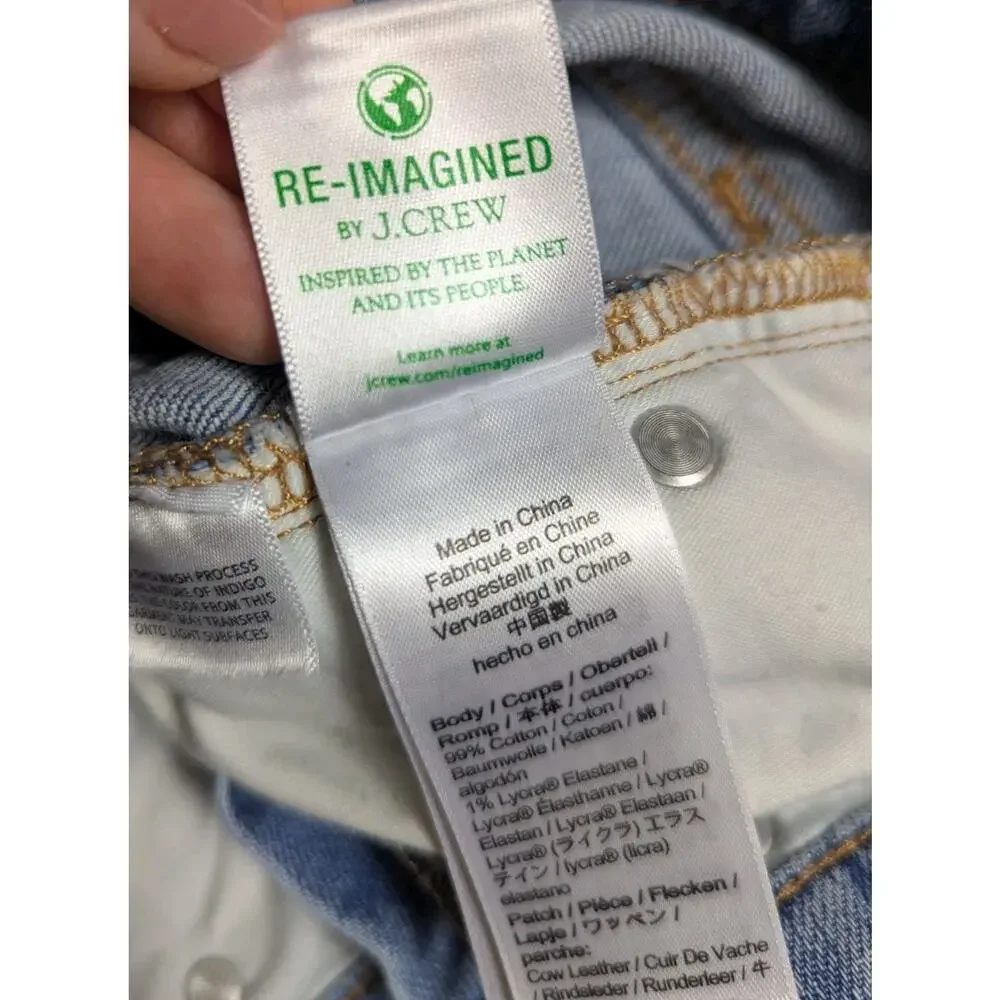 RE-IMAGINED
BY J.CREW
INSPIRED BY THE PLANET
AND ITS PEOPLE.
Learn more at
jcrew.com/reimagined
Made in China
Fabriqué en Chine
Hergestellt in China
Vervaardigd in China
中国製
hecho en china
Body / Corps / Oberteil /
Romp / 本体 / cuerpo:
99% Cotton / Coton /
Baumwolle / Katoen / 綿 /
algodón
1% Lycra® Elastane /
Lycra® Élasthanne / Lycra®
Elastan / Lycra® Elastaan /
Lycra® (ライクラ) エラス
テイン / lycra® (licra)
elastano
Patch / Pièce / Flecken /
Lapje / ワッペン /
parche:
Cow Leather / Cuir De Vache
/ Rindsleder / Runderleer / 牛
WASH PROCESS
NATURE OF INDIGO
COLOR FROM THIS
GARMENT MAY TRANSFER
ONTO LIGHT SURFACES